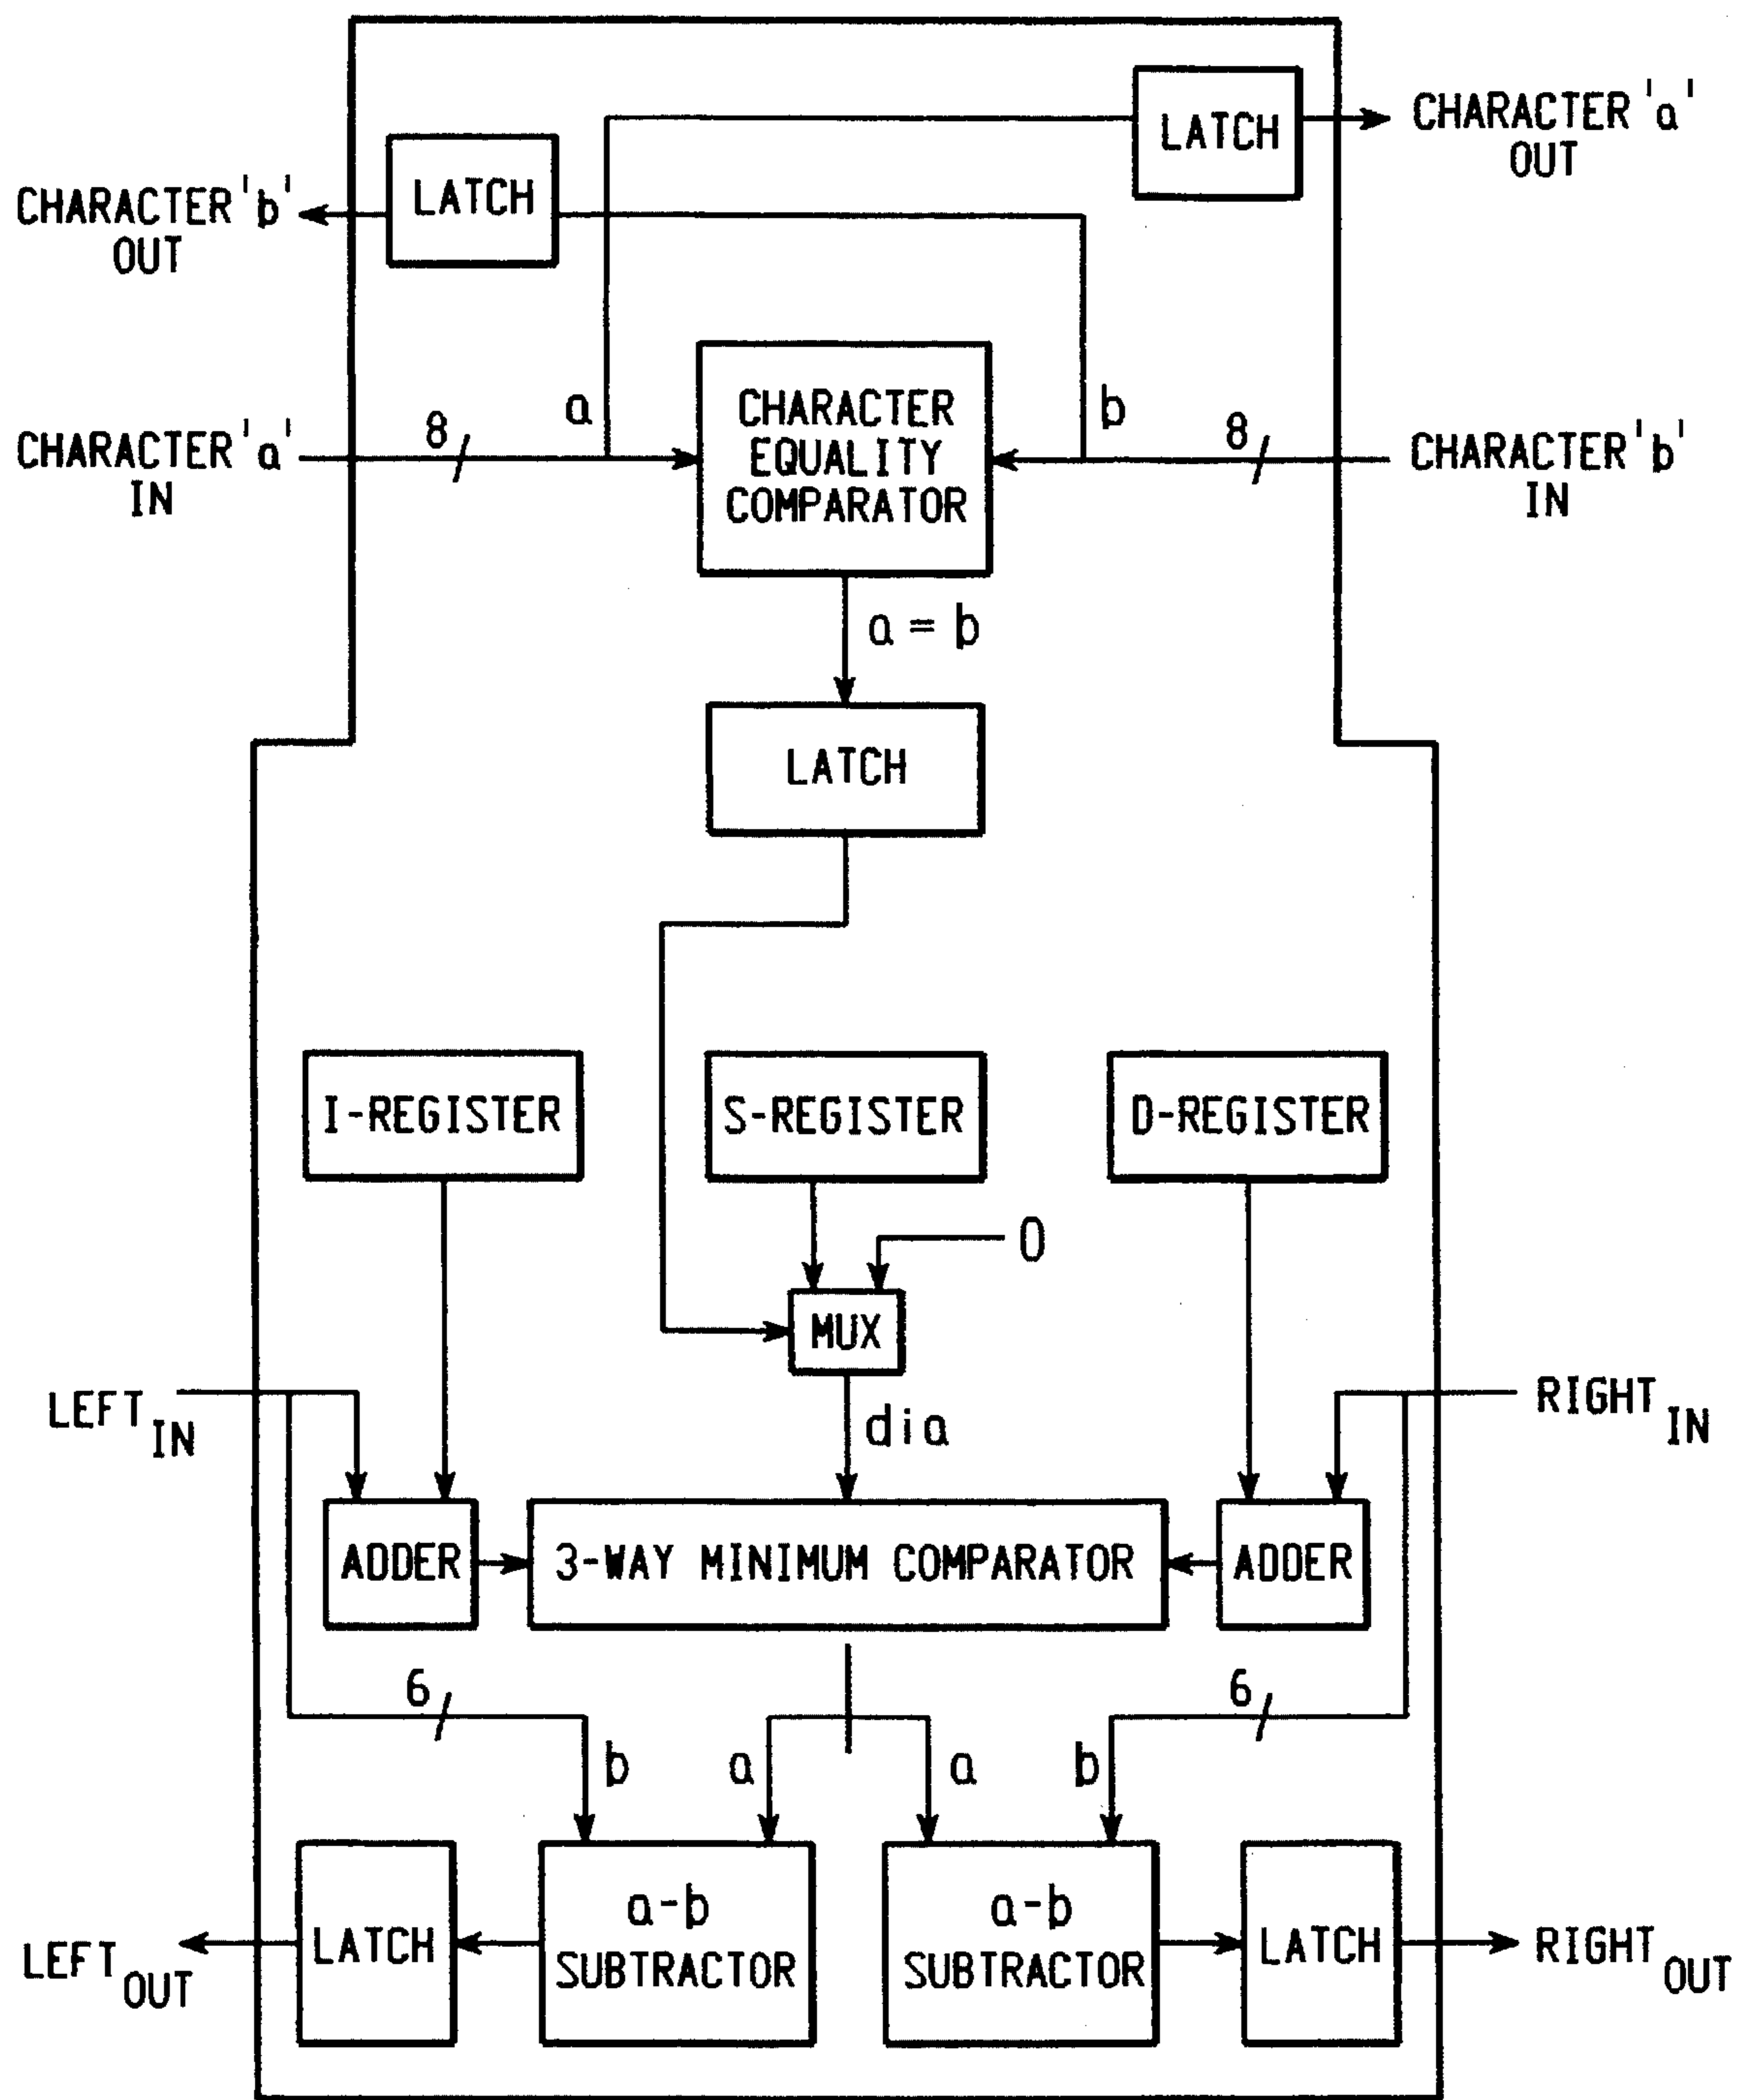 LATCH
CHARACTER 'a'
OUT
LATCH
CHARACTER 'b'
OUT
8
a
CHARACTER
EQUALITY
COMPARATOR
b
8
CHARACTER 'a'
IN
CHARACTER 'b'
IN
a = b
LATCH
I-REGISTER
S-REGISTER
D-REGISTER
0
MUX
LEFT IN
dia
RIGHT IN
ADDER
3-WAY MINIMUM COMPARATOR
ADDER
6
6
b
a
a
b
LATCH
a-b
SUBTRACTOR
a-b
SUBTRACTOR
LATCH
LEFT OUT
RIGHT OUT